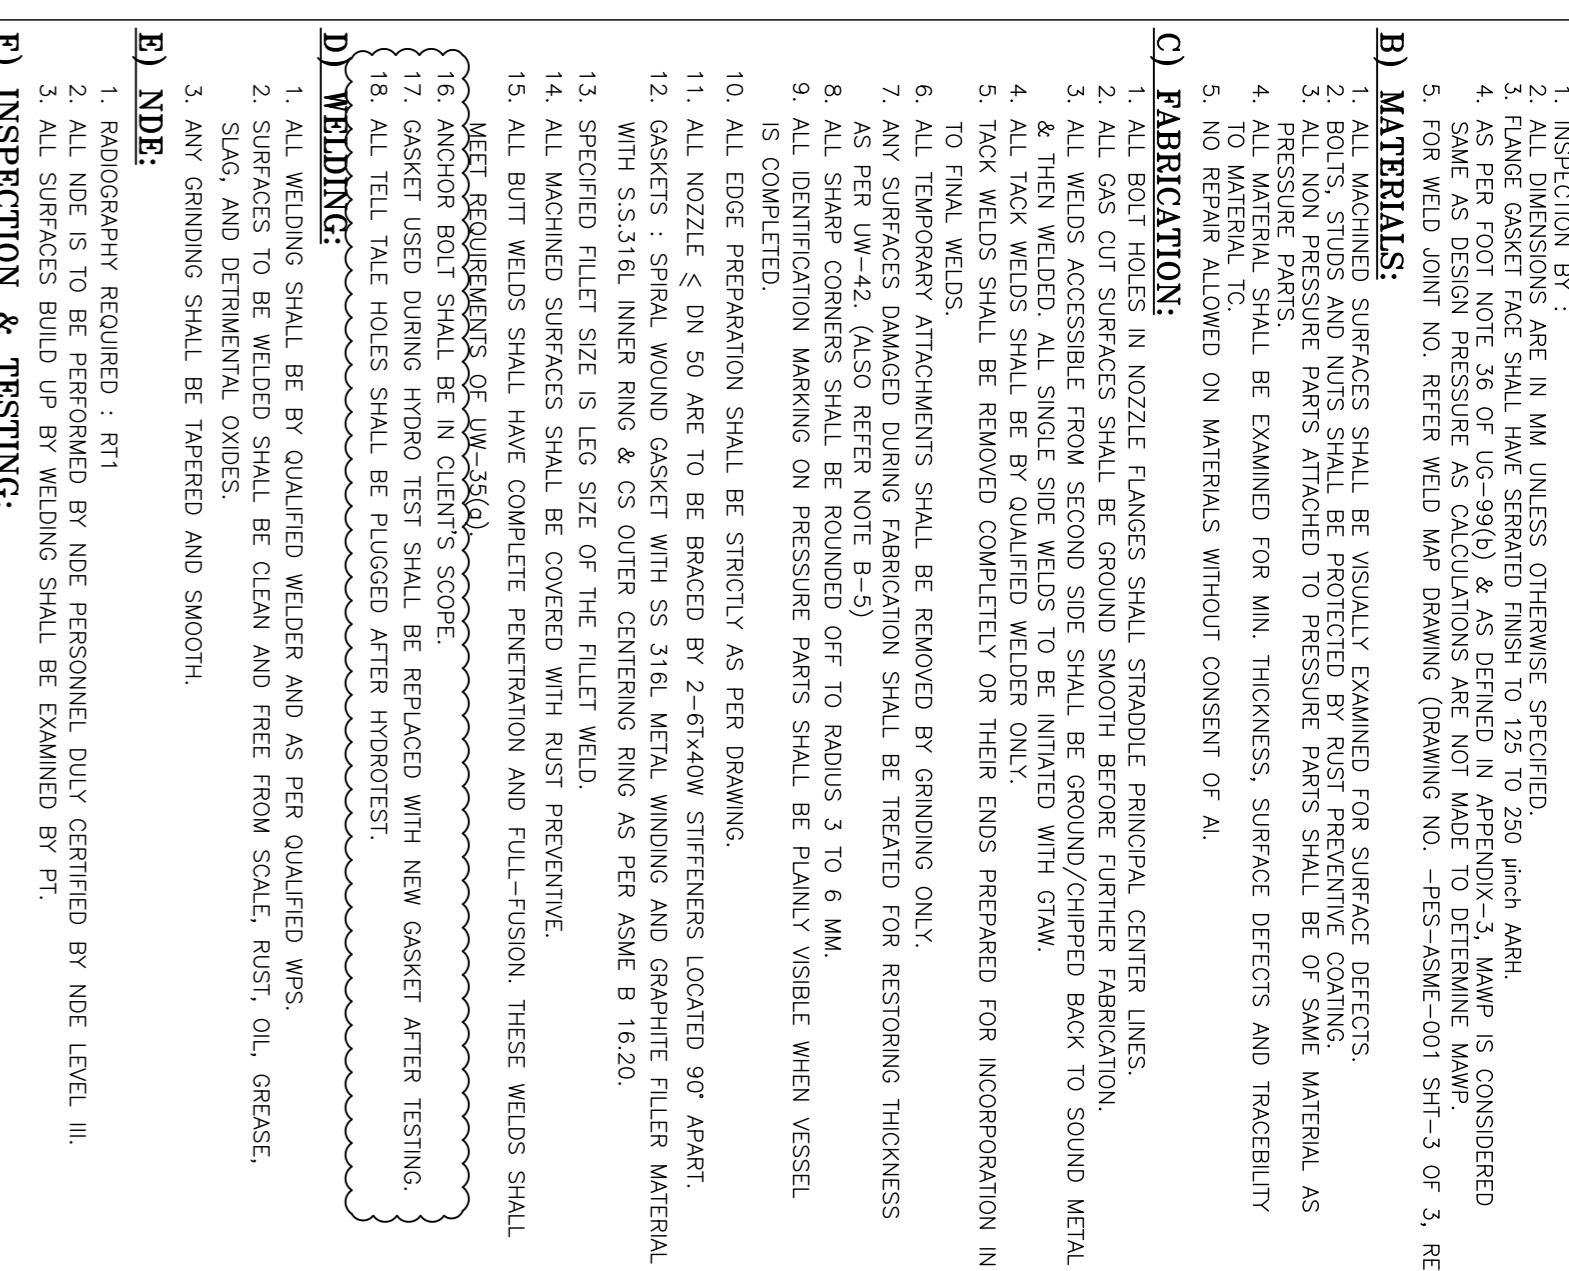 1. INSPECTION BY :
2. ALL DIMENSIONS ARE IN MM UNLESS OTHERWISE SPECIFIED.
3. FLANGE GASKET FACE SHALL HAVE SERRATED FINISH TO 125 TO 250 µinch AARH.
4. AS PER FOOT NOTE 36 OF UG-99(b) & AS DEFINED IN APPENDIX-3, MAWP IS CONSIDERED
SAME AS DESIGN PRESSURE AS CALCULATIONS ARE NOT MADE TO DETERMINE MAWP.
5. FOR WELD JOINT NO. REFER WELD MAP DRAWING (DRAWING NO. -PES-ASME-001 SHT-3 OF 3, RE
B) MATERIALS:
1. ALL MACHINED SURFACES SHALL BE VISUALLY EXAMINED FOR SURFACE DEFECTS.
2. BOLTS, STUDS AND NUTS SHALL BE PROTECTED BY RUST PREVENTIVE COATING.
3. ALL NON PRESSURE PARTS ATTACHED TO PRESSURE PARTS SHALL BE OF SAME MATERIAL AS
PRESSURE PARTS.
4. ALL MATERIAL SHALL BE EXAMINED FOR MIN. THICKNESS, SURFACE DEFECTS AND TRACEBILITY
TO MATERIAL TC.
5. NO REPAIR ALLOWED ON MATERIALS WITHOUT CONSENT OF AI.
C) FABRICATION:
1. ALL BOLT HOLES IN NOZZLE FLANGES SHALL STRADDLE PRINCIPAL CENTER LINES.
2. ALL GAS CUT SURFACES SHALL BE GROUND SMOOTH BEFORE FURTHER FABRICATION.
3. ALL WELDS ACCESSIBLE FROM SECOND SIDE SHALL BE GROUND/CHIPPED BACK TO SOUND METAL
& THEN WELDED. ALL SINGLE SIDE WELDS TO BE INITIATED WITH GTAW.
4. ALL TACK WELDS SHALL BE BY QUALIFIED WELDER ONLY.
5. TACK WELDS SHALL BE REMOVED COMPLETELY OR THEIR ENDS PREPARED FOR INCORPORATION IN
TO FINAL WELDS.
6. ALL TEMPORARY ATTACHMENTS SHALL BE REMOVED BY GRINDING ONLY.
7. ANY SURFACES DAMAGED DURING FABRICATION SHALL BE TREATED FOR RESTORING THICKNESS
AS PER UW-42. (ALSO REFER NOTE B-5)
8. ALL SHARP CORNERS SHALL BE ROUNDED OFF TO RADIUS 3 TO 6 MM.
9. ALL IDENTIFICATION MARKING ON PRESSURE PARTS SHALL BE PLAINLY VISIBLE WHEN VESSEL
IS COMPLETED.
10. ALL EDGE PREPARATION SHALL BE STRICTLY AS PER DRAWING.
11. ALL NOZZLE ≤ DN 50 ARE TO BE BRACED BY 2-6Tx40W STIFFENERS LOCATED 90° APART.
12. GASKETS : SPIRAL WOUND GASKET WITH SS 316L METAL WINDING AND GRAPHITE FILLER MATERIAL
WITH S.S.316L INNER RING & CS OUTER CENTERING RING AS PER ASME B 16.20.
13. SPECIFIED FILLET SIZE IS LEG SIZE OF THE FILLET WELD.
14. ALL MACHINED SURFACES SHALL BE COVERED WITH RUST PREVENTIVE.
15. ALL BUTT WELDS SHALL HAVE COMPLETE PENETRATION AND FULL-FUSION. THESE WELDS SHALL
MEET REQUIREMENTS OF UW-35(a).
16. ANCHOR BOLT SHALL BE IN CLIENT'S SCOPE.
17. GASKET USED DURING HYDRO TEST SHALL BE REPLACED WITH NEW GASKET AFTER TESTING.
18. ALL TELL TALE HOLES SHALL BE PLUGGED AFTER HYDROTEST.
D) WELDING:
1. ALL WELDING SHALL BE BY QUALIFIED WELDER AND AS PER QUALIFIED WPS.
2. SURFACES TO BE WELDED SHALL BE CLEAN AND FREE FROM SCALE, RUST, OIL, GREASE,
SLAG, AND DETRIMENTAL OXIDES.
3. ANY GRINDING SHALL BE TAPERED AND SMOOTH.
E) NDE:
1. RADIOGRAPHY REQUIRED : RT1
2. ALL NDE IS TO BE PERFORMED BY NDE PERSONNEL DULY CERTIFIED BY NDE LEVEL III.
3. ALL SURFACES BUILD UP BY WELDING SHALL BE EXAMINED BY PT.
F) INSPECTION & TESTING: